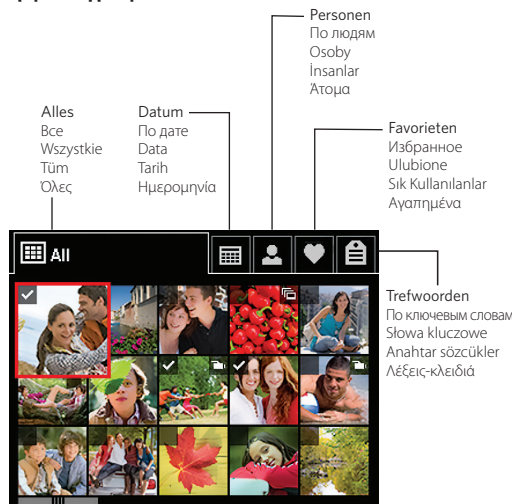 Personen
По людям
Osoby
İnsanlar
Άτομα
Alles
Все
Wszystkie
Tüm
Όλες
Datum
По дате
Data
Tarih
Ημερομηνία
Favorieten
Избранное
Ulubione
Sık Kullanılanlar
Αγαπημένα
All
Trefwoorden
По ключевым словам
Słowa kluczowe
Anahtar sözcükler
Λέξεις-κλειδιά